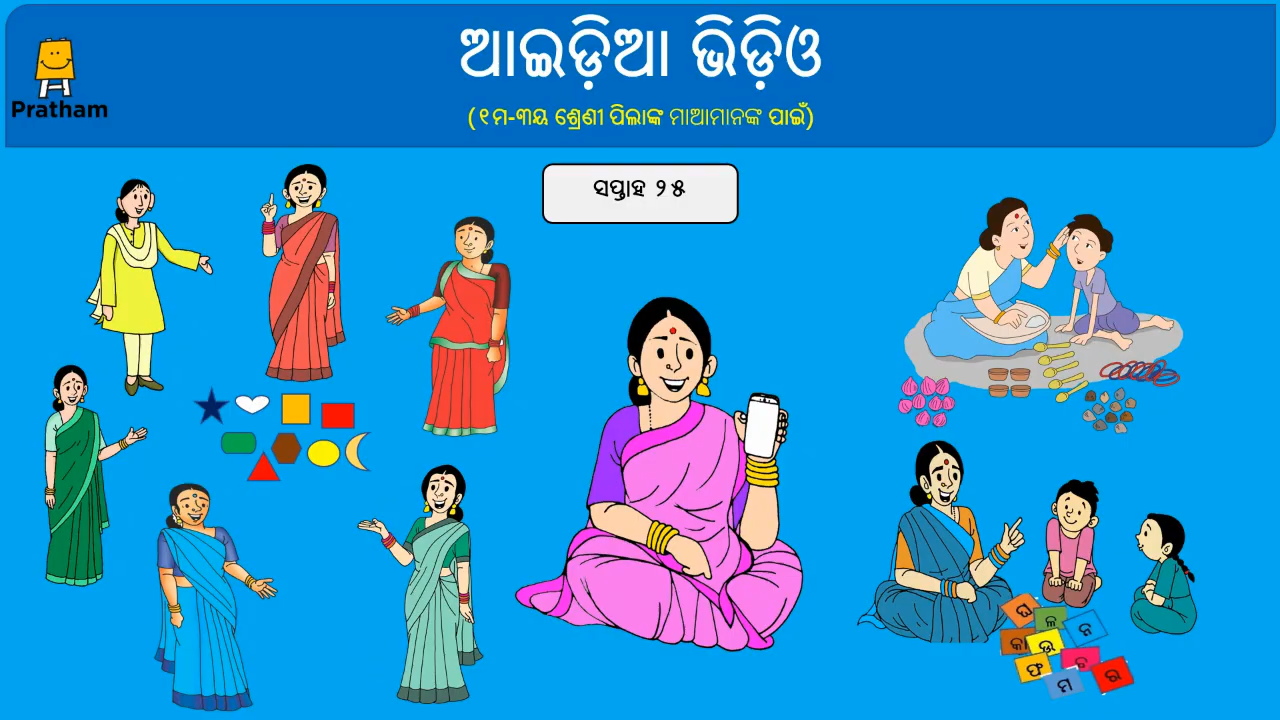 ଆଇଡ଼ିଆ ଭିଡ଼ିଓ
Pratham
(୧ମ-୩ୟ ଶ୍ରେଣୀ ପିଲାଙ୍କ ମାଆମାନଙ୍କ ପାଇଁ)
ସପ୍ତାହ ୨୫
ଳ
ନ
କା
ଫ
ମ
ର